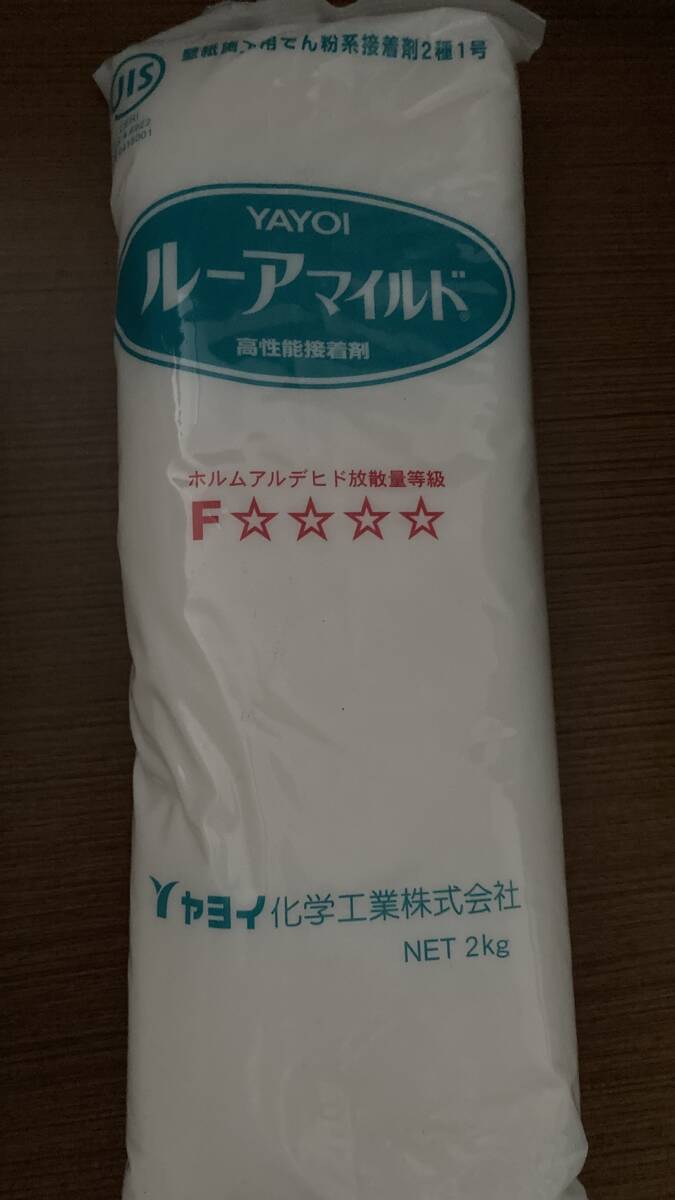 壁紙施工用でん粉系接着剤2種1号
JIS
CERI
YAYOI
ルーアマイルド®
高性能接着剤
ホルムアルデヒド放散量等級
F☆☆☆☆
ヤヨイ化学工業株式会社
NET 2kg